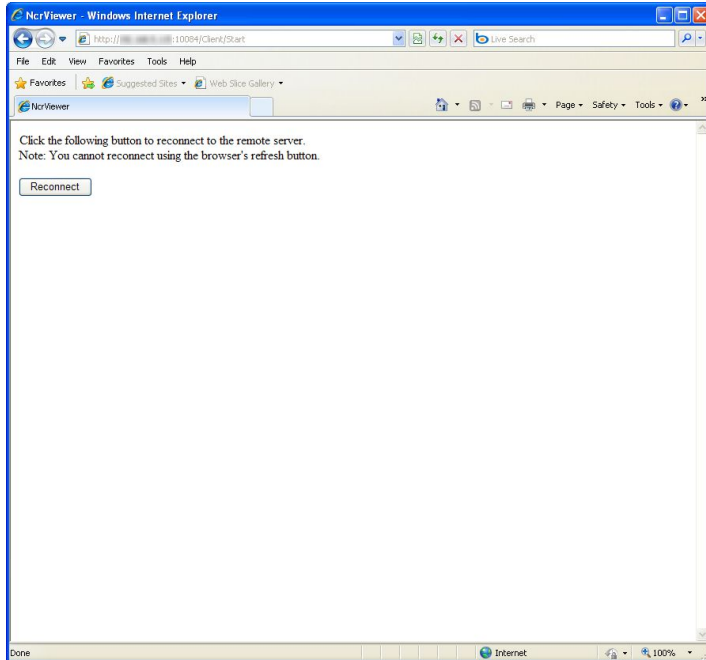 NcrViewer - Windows Internet Explorer
http:// :10084/Client/Start
Live Search
File Edit View Favorites Tools Help
Favorites Suggested Sites Web Slice Gallery
NcrViewer Page Safety Tools »
Click the following button to reconnect to the remote server.
Note: You cannot reconnect using the browser's refresh button.
Reconnect
Done Internet 100%